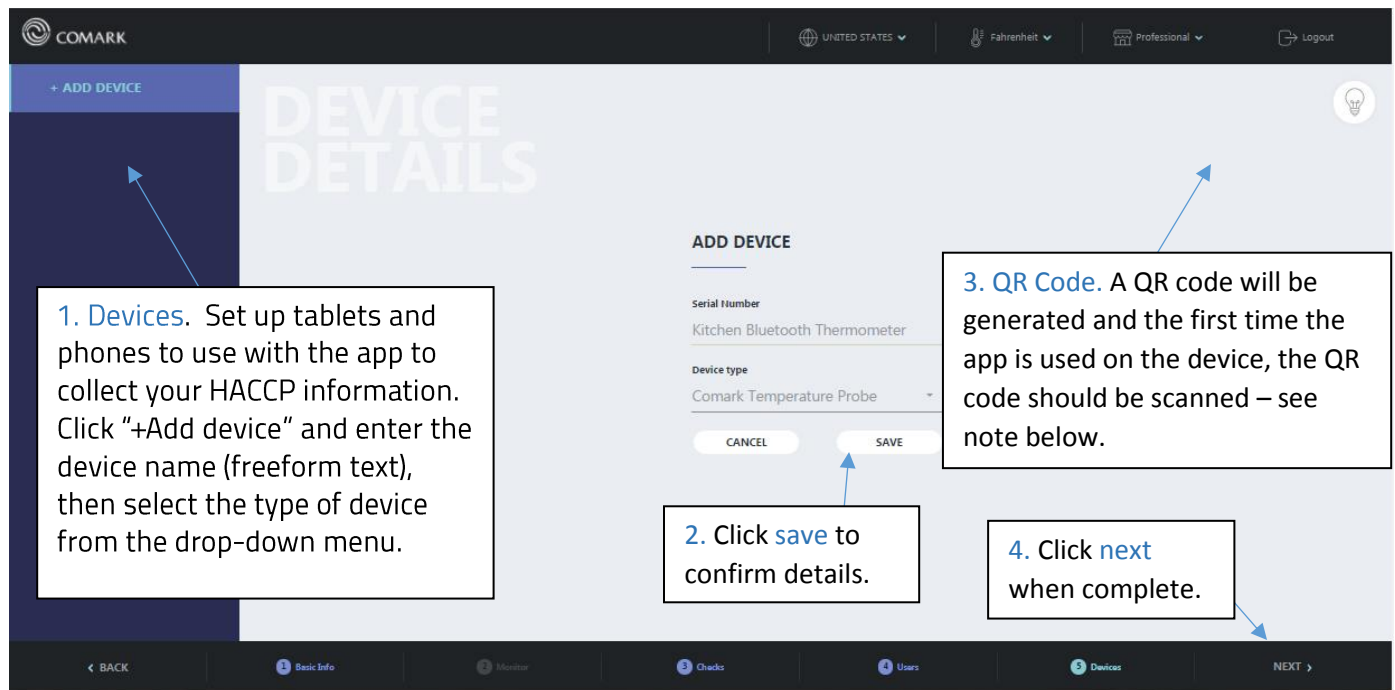 COMARK
UNITED STATES
Fahrenheit
Professional
Logout
+ ADD DEVICE
DEVICE
DETAILS
ADD DEVICE
Serial Number
Kitchen Bluetooth Thermometer
Device type
Comark Temperature Probe
CANCEL
SAVE
1. Devices. Set up tablets and
phones to use with the app to
collect your HACCP information.
Click "+Add device" and enter the
device name (freeform text),
then select the type of device
from the drop-down menu.
3. QR Code. A QR code will be
generated and the first time the
app is used on the device, the QR
code should be scanned – see
note below.
2. Click save to
confirm details.
4. Click next
when complete.
< BACK
1 Basic Info
2 Monitor
3 Checks
4 Users
5 Devices
NEXT >